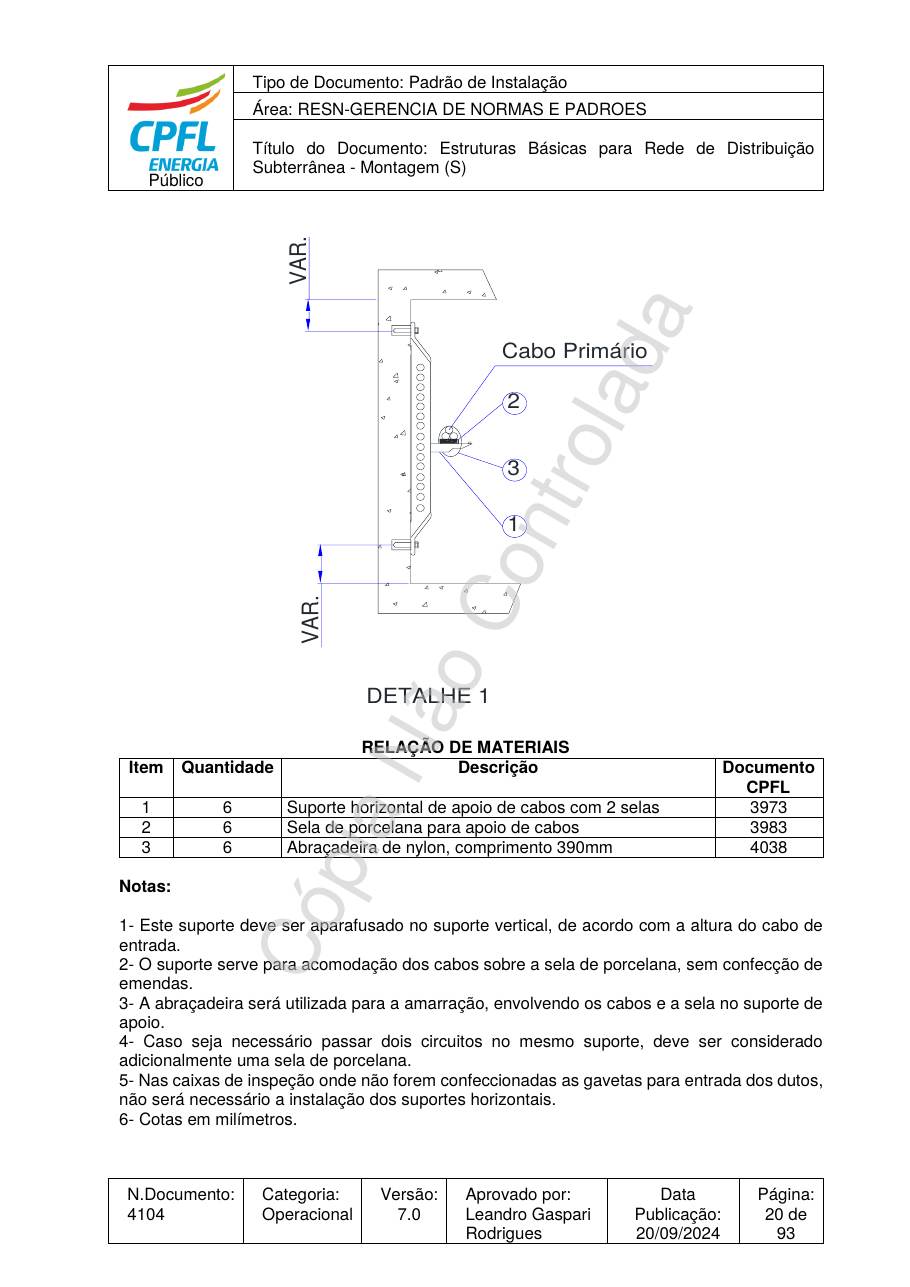 CPFL
ENERGIA
Público
Tipo de Documento: Padrão de Instalação
Área: RESN-GERENCIA DE NORMAS E PADROES
Título do Documento: Estruturas Básicas para Rede de Distribuição
Subterrânea - Montagem (S)
VAR.
Cabo Primário
2
3
1
VAR.
DETALHE 1
Cópia Não Controlada
RELAÇÃO DE MATERIAIS
Item Quantidade Descrição Documento
CPFL
1 6 Suporte horizontal de apoio de cabos com 2 selas 3973
2 6 Sela de porcelana para apoio de cabos 3983
3 6 Abraçadeira de nylon, comprimento 390mm 4038
Notas:
1- Este suporte deve ser aparafusado no suporte vertical, de acordo com a altura do cabo de
entrada.
2- O suporte serve para acomodação dos cabos sobre a sela de porcelana, sem confecção de
emendas.
3- A abraçadeira será utilizada para a amarração, envolvendo os cabos e a sela no suporte de
apoio.
4- Caso seja necessário passar dois circuitos no mesmo suporte, deve ser considerado
adicionalmente uma sela de porcelana.
5- Nas caixas de inspeção onde não forem confeccionadas as gavetas para entrada dos dutos,
não será necessário a instalação dos suportes horizontais.
6- Cotas em milímetros.
N.Documento: Categoria: Versão: Aprovado por: Data Página:
4104 Operacional 7.0 Leandro Gaspari Publicação: 20 de
Rodrigues 20/09/2024 93